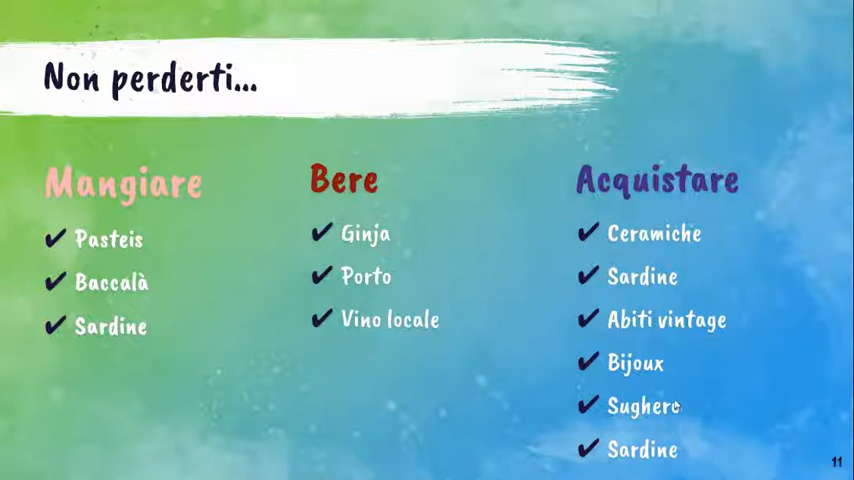 Non perderti...
Mangiare
✔ Pasteis
✔ Baccalà
✔ Sardine
Bere
✔ Ginja
✔ Porto
✔ Vino locale
Acquistare
✔ Ceramiche
✔ Sardine
✔ Abiti vintage
✔ Bijoux
✔ Sughero
✔ Sardine
11